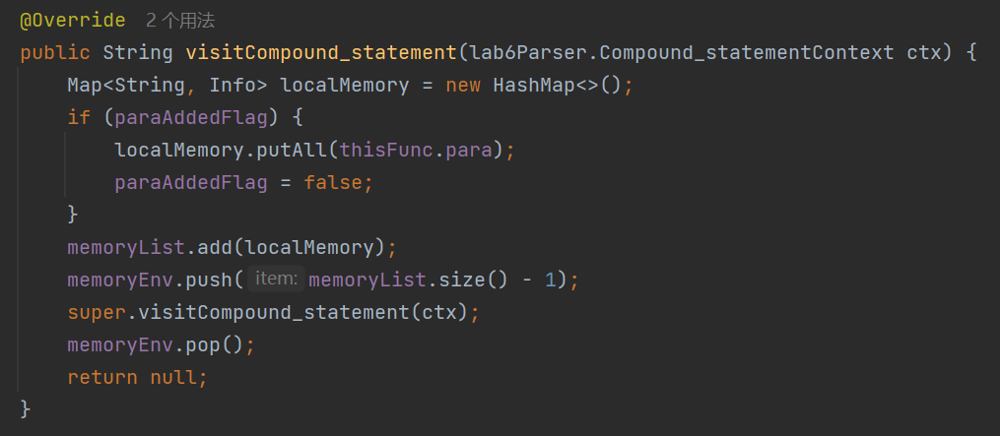 @Override 2 个用法
public String visitCompound_statement(lab6Parser.Compound_statementContext ctx) {
    Map<String, Info> localMemory = new HashMap<>();
    if (paraAddedFlag) {
        localMemory.putAll(thisFunc.para);
        paraAddedFlag = false;
    }
    memoryList.add(localMemory);
    memoryEnv.push( item: memoryList.size() - 1);
    super.visitCompound_statement(ctx);
    memoryEnv.pop();
    return null;
}